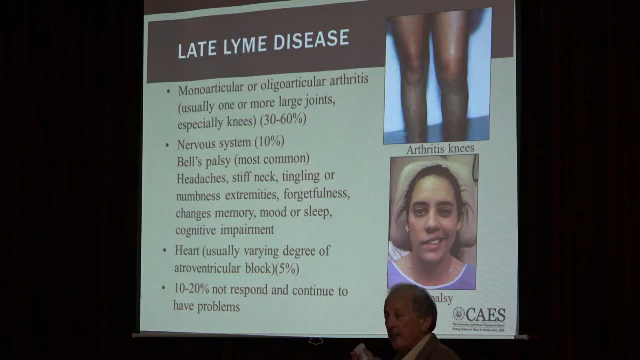 LATE LYME DISEASE
• Monoarticular or oligoarticular arthritis
(usually one or more large joints,
especially knees) (30-60%)
• Nervous system (10%)
Bell's palsy (most common)
Headaches, stiff neck, tingling or
numbness extremities, forgetfulness,
changes memory, mood or sleep,
cognitive impairment
• Heart (usually varying degree of
atroventricular block)(5%)
• 10-20% not respond and continue to
have problems
Arthritis knees
palsy
CAES